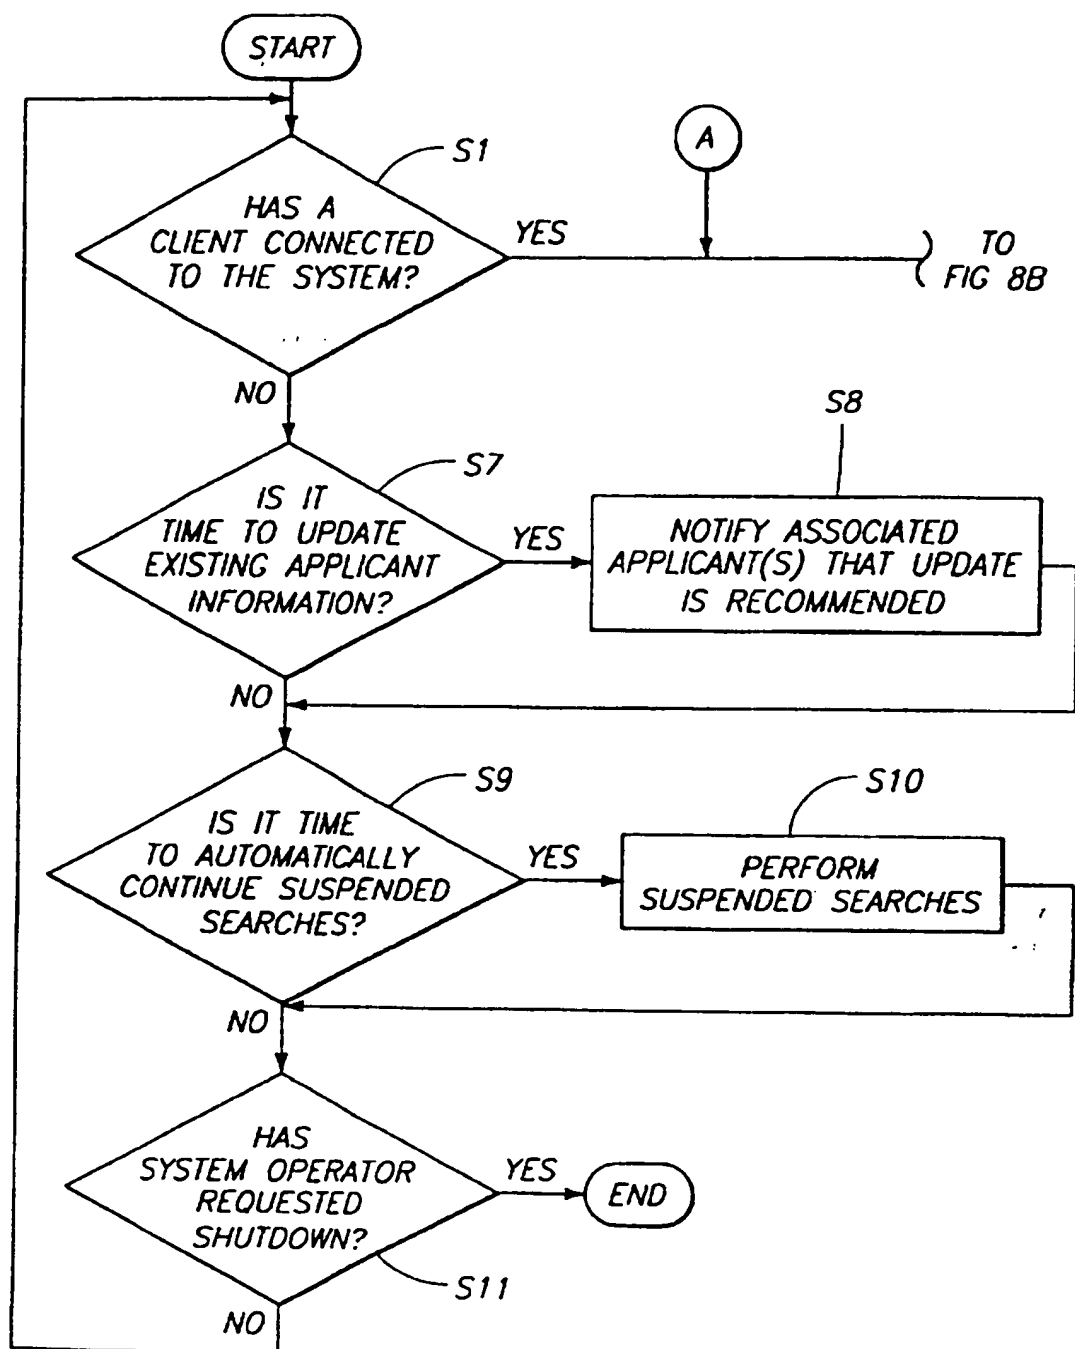 START
S1
A
HAS A
CLIENT CONNECTED
TO THE SYSTEM?
YES
TO
FIG 8B
NO
S7
S8
IS IT
TIME TO UPDATE
EXISTING APPLICANT
INFORMATION?
YES
NOTIFY ASSOCIATED
APPLICANT(S) THAT UPDATE
IS RECOMMENDED
NO
S9
S10
IS IT TIME
TO AUTOMATICALLY
CONTINUE SUSPENDED
SEARCHES?
YES
PERFORM
SUSPENDED SEARCHES
NO
HAS
SYSTEM OPERATOR
REQUESTED
SHUTDOWN?
YES
END
S11
NO